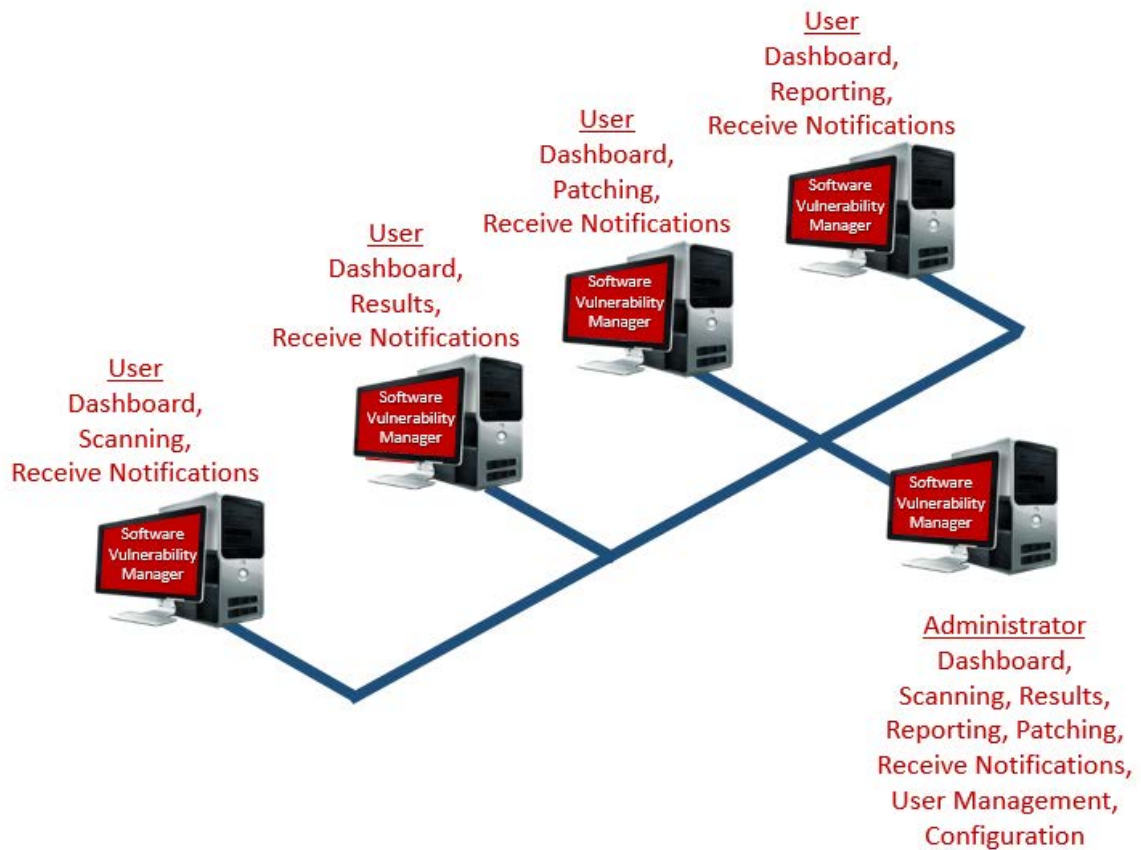 User
Dashboard,
Reporting,
Receive Notifications
Software
Vulnerability
Manager
User
Dashboard,
Patching,
Receive Notifications
Software
Vulnerability
Manager
User
Dashboard,
Results,
Receive Notifications
Software
Vulnerability
Manager
User
Dashboard,
Scanning,
Receive Notifications
Software
Vulnerability
Manager
Software
Vulnerability
Manager
Administrator
Dashboard,
Scanning, Results,
Reporting, Patching,
Receive Notifications,
User Management,
Configuration